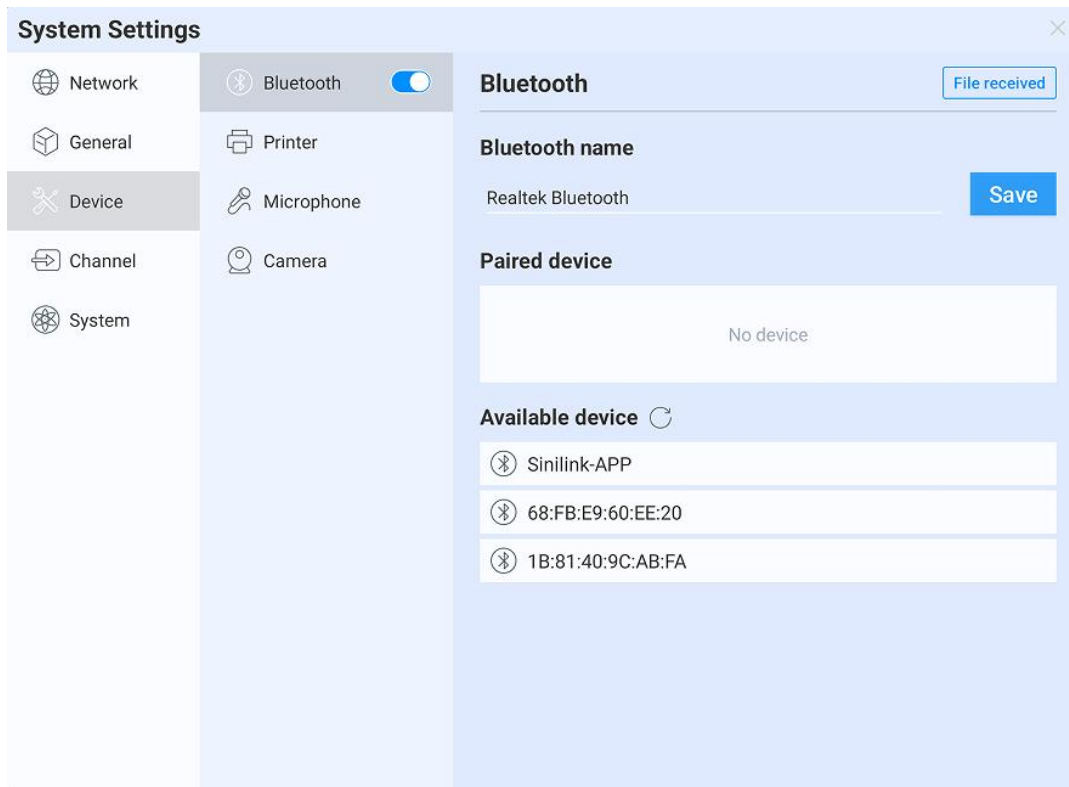 System Settings
Network
General
Device
Channel
System
Bluetooth
Printer
Microphone
Camera
Bluetooth
File received
Bluetooth name
Realtek Bluetooth
Save
Paired device
No device
Available device
Sinilink-APP
68:FB:E9:60:EE:20
1B:81:40:9C:AB:FA